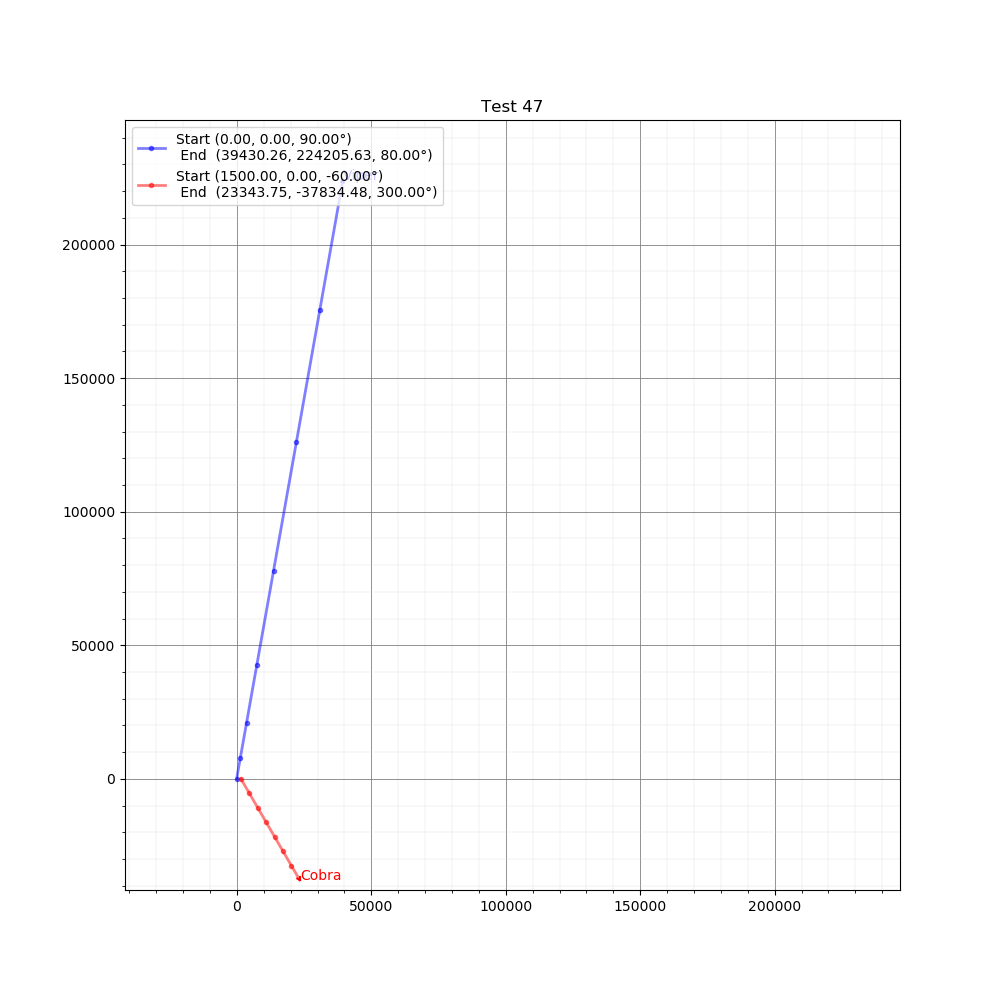 Test 47
Start (0.00, 0.00, 90.00°)
End (39430.26, 224205.63, 80.00°)
Start (1500.00, 0.00, -60.00°)
End (23343.75, -37834.48, 300.00°)
200000
150000
100000
50000
0
Cobra
0 50000 100000 150000 200000